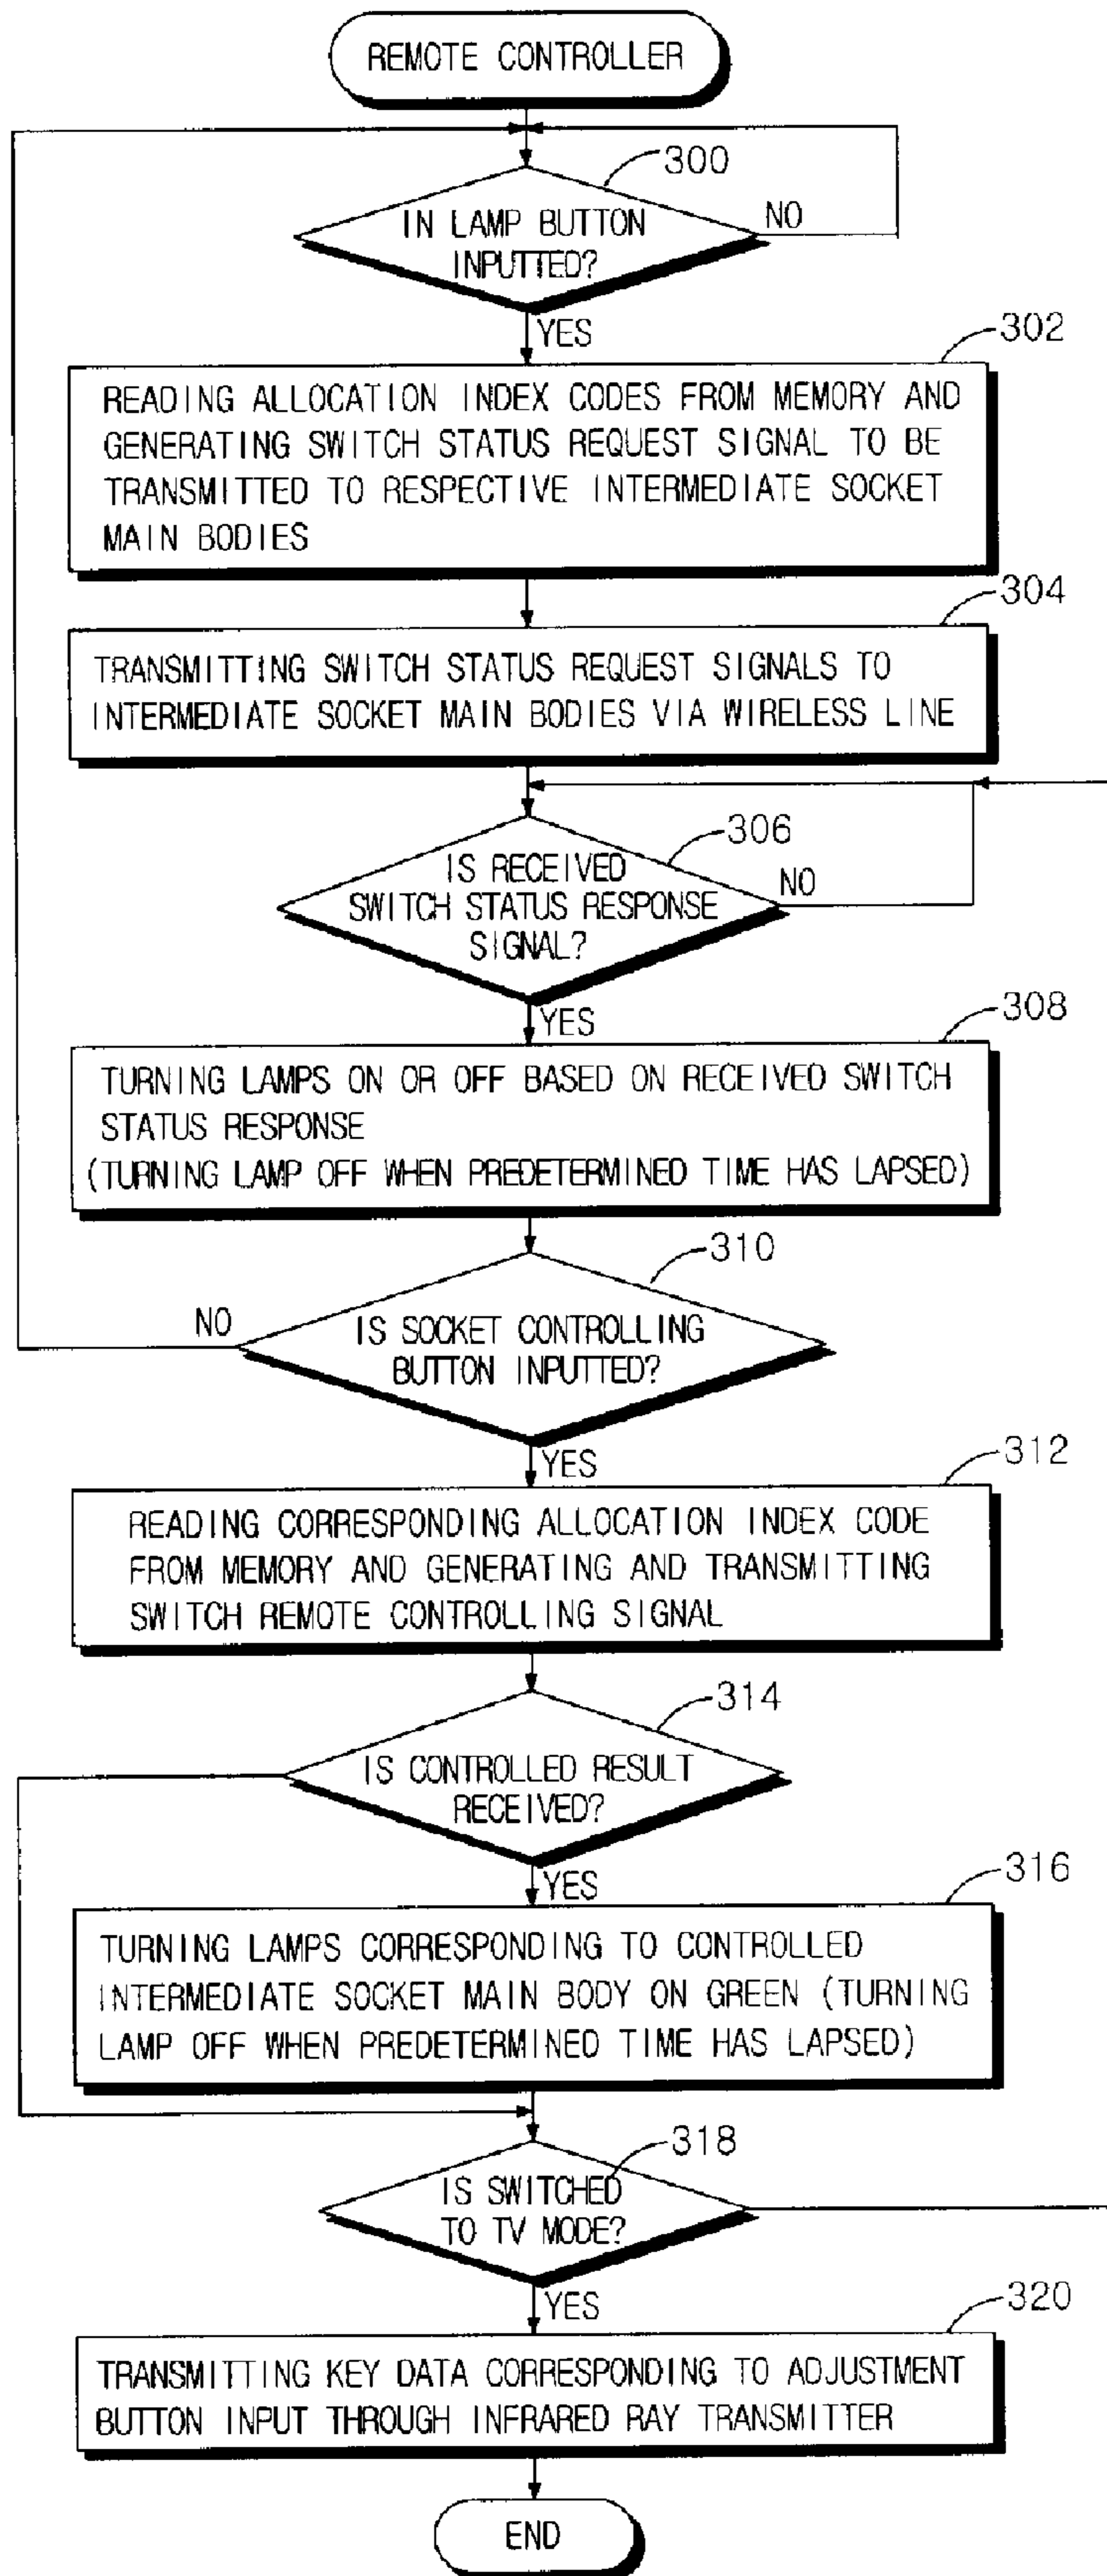 REMOTE CONTROLLER
300
IN LAMP BUTTON
INPUTTED?
NO
YES
302
READING ALLOCATION INDEX CODES FROM MEMORY AND
GENERATING SWITCH STATUS REQUEST SIGNAL TO BE
TRANSMITTED TO RESPECTIVE INTERMEDIATE SOCKET
MAIN BODIES
304
TRANSMITTING SWITCH STATUS REQUEST SIGNALS TO
INTERMEDIATE SOCKET MAIN BODIES VIA WIRELESS LINE
306
IS RECEIVED
SWITCH STATUS RESPONSE
SIGNAL?
NO
YES
308
TURNING LAMPS ON OR OFF BASED ON RECEIVED SWITCH
STATUS RESPONSE
(TURNING LAMP OFF WHEN PREDETERMINED TIME HAS LAPSED)
310
NO
IS SOCKET CONTROLLING
BUTTON INPUTTED?
YES
312
READING CORRESPONDING ALLOCATION INDEX CODE
FROM MEMORY AND GENERATING AND TRANSMITTING
SWITCH REMOTE CONTROLLING SIGNAL
314
IS CONTROLLED RESULT
RECEIVED?
YES
316
TURNING LAMPS CORRESPONDING TO CONTROLLED
INTERMEDIATE SOCKET MAIN BODY ON GREEN (TURNING
LAMP OFF WHEN PREDETERMINED TIME HAS LAPSED)
318
IS SWITCHED
TO TV MODE?
YES
320
TRANSMITTING KEY DATA CORRESPONDING TO ADJUSTMENT
BUTTON INPUT THROUGH INFRARED RAY TRANSMITTER
END